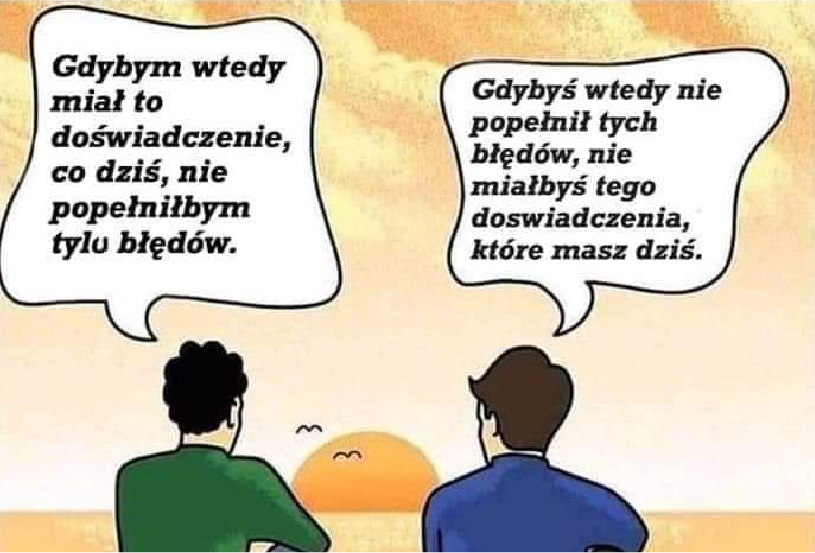 Gdybym wtedy
miał to
doświadczenie,
co dziś, nie
popełniłbym
tylu błędów.
Gdybyś wtedy nie
popełnił tych
błędów, nie
miałbyś tego
doswiadczenia,
które masz dziś.